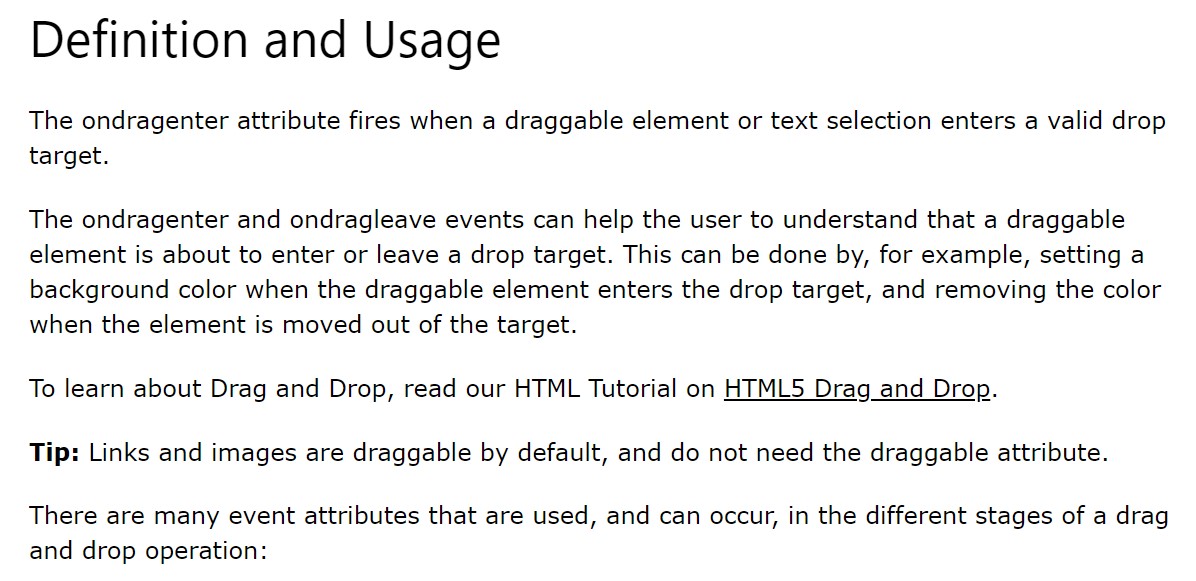 Definition and Usage
The ondragenter attribute fires when a draggable element or text selection enters a valid drop
target.
The ondragenter and ondragleave events can help the user to understand that a draggable
element is about to enter or leave a drop target. This can be done by, for example, setting a
background color when the draggable element enters the drop target, and removing the color
when the element is moved out of the target.
To learn about Drag and Drop, read our HTML Tutorial on HTML5 Drag and Drop.
Tip: Links and images are draggable by default, and do not need the draggable attribute.
There are many event attributes that are used, and can occur, in the different stages of a drag
and drop operation: